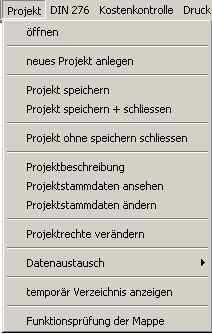 Projekt DIN 276 Kostenkontrolle Druck
öffnen
neues Projekt anlegen
Projekt speichern
Projekt speichern + schliessen
Projekt ohne speichern schliessen
Projektbeschreibung
Projektstammdaten ansehen
Projektstammdaten ändern
Projektrechte verändern
Datenaustausch
temporär Verzeichnis anzeigen
Funktionsprüfung der Mappe